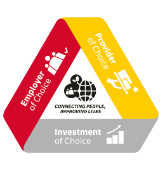 Employer
of Choice
Provider
of Choice
CONNECTING PEOPLE,
IMPROVING LIVES
Investment
of Choice